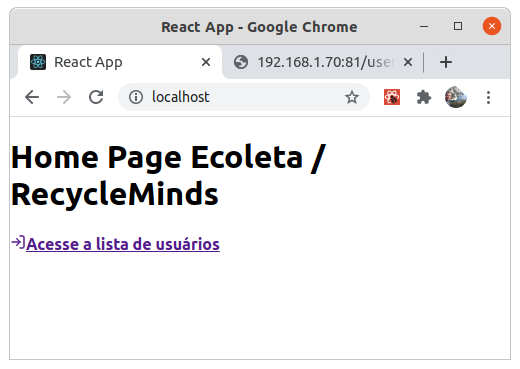 React App - Google Chrome
React App
192.168.1.70:81/user
localhost
Home Page Ecoleta /
RecycleMinds
Acesse a lista de usuários